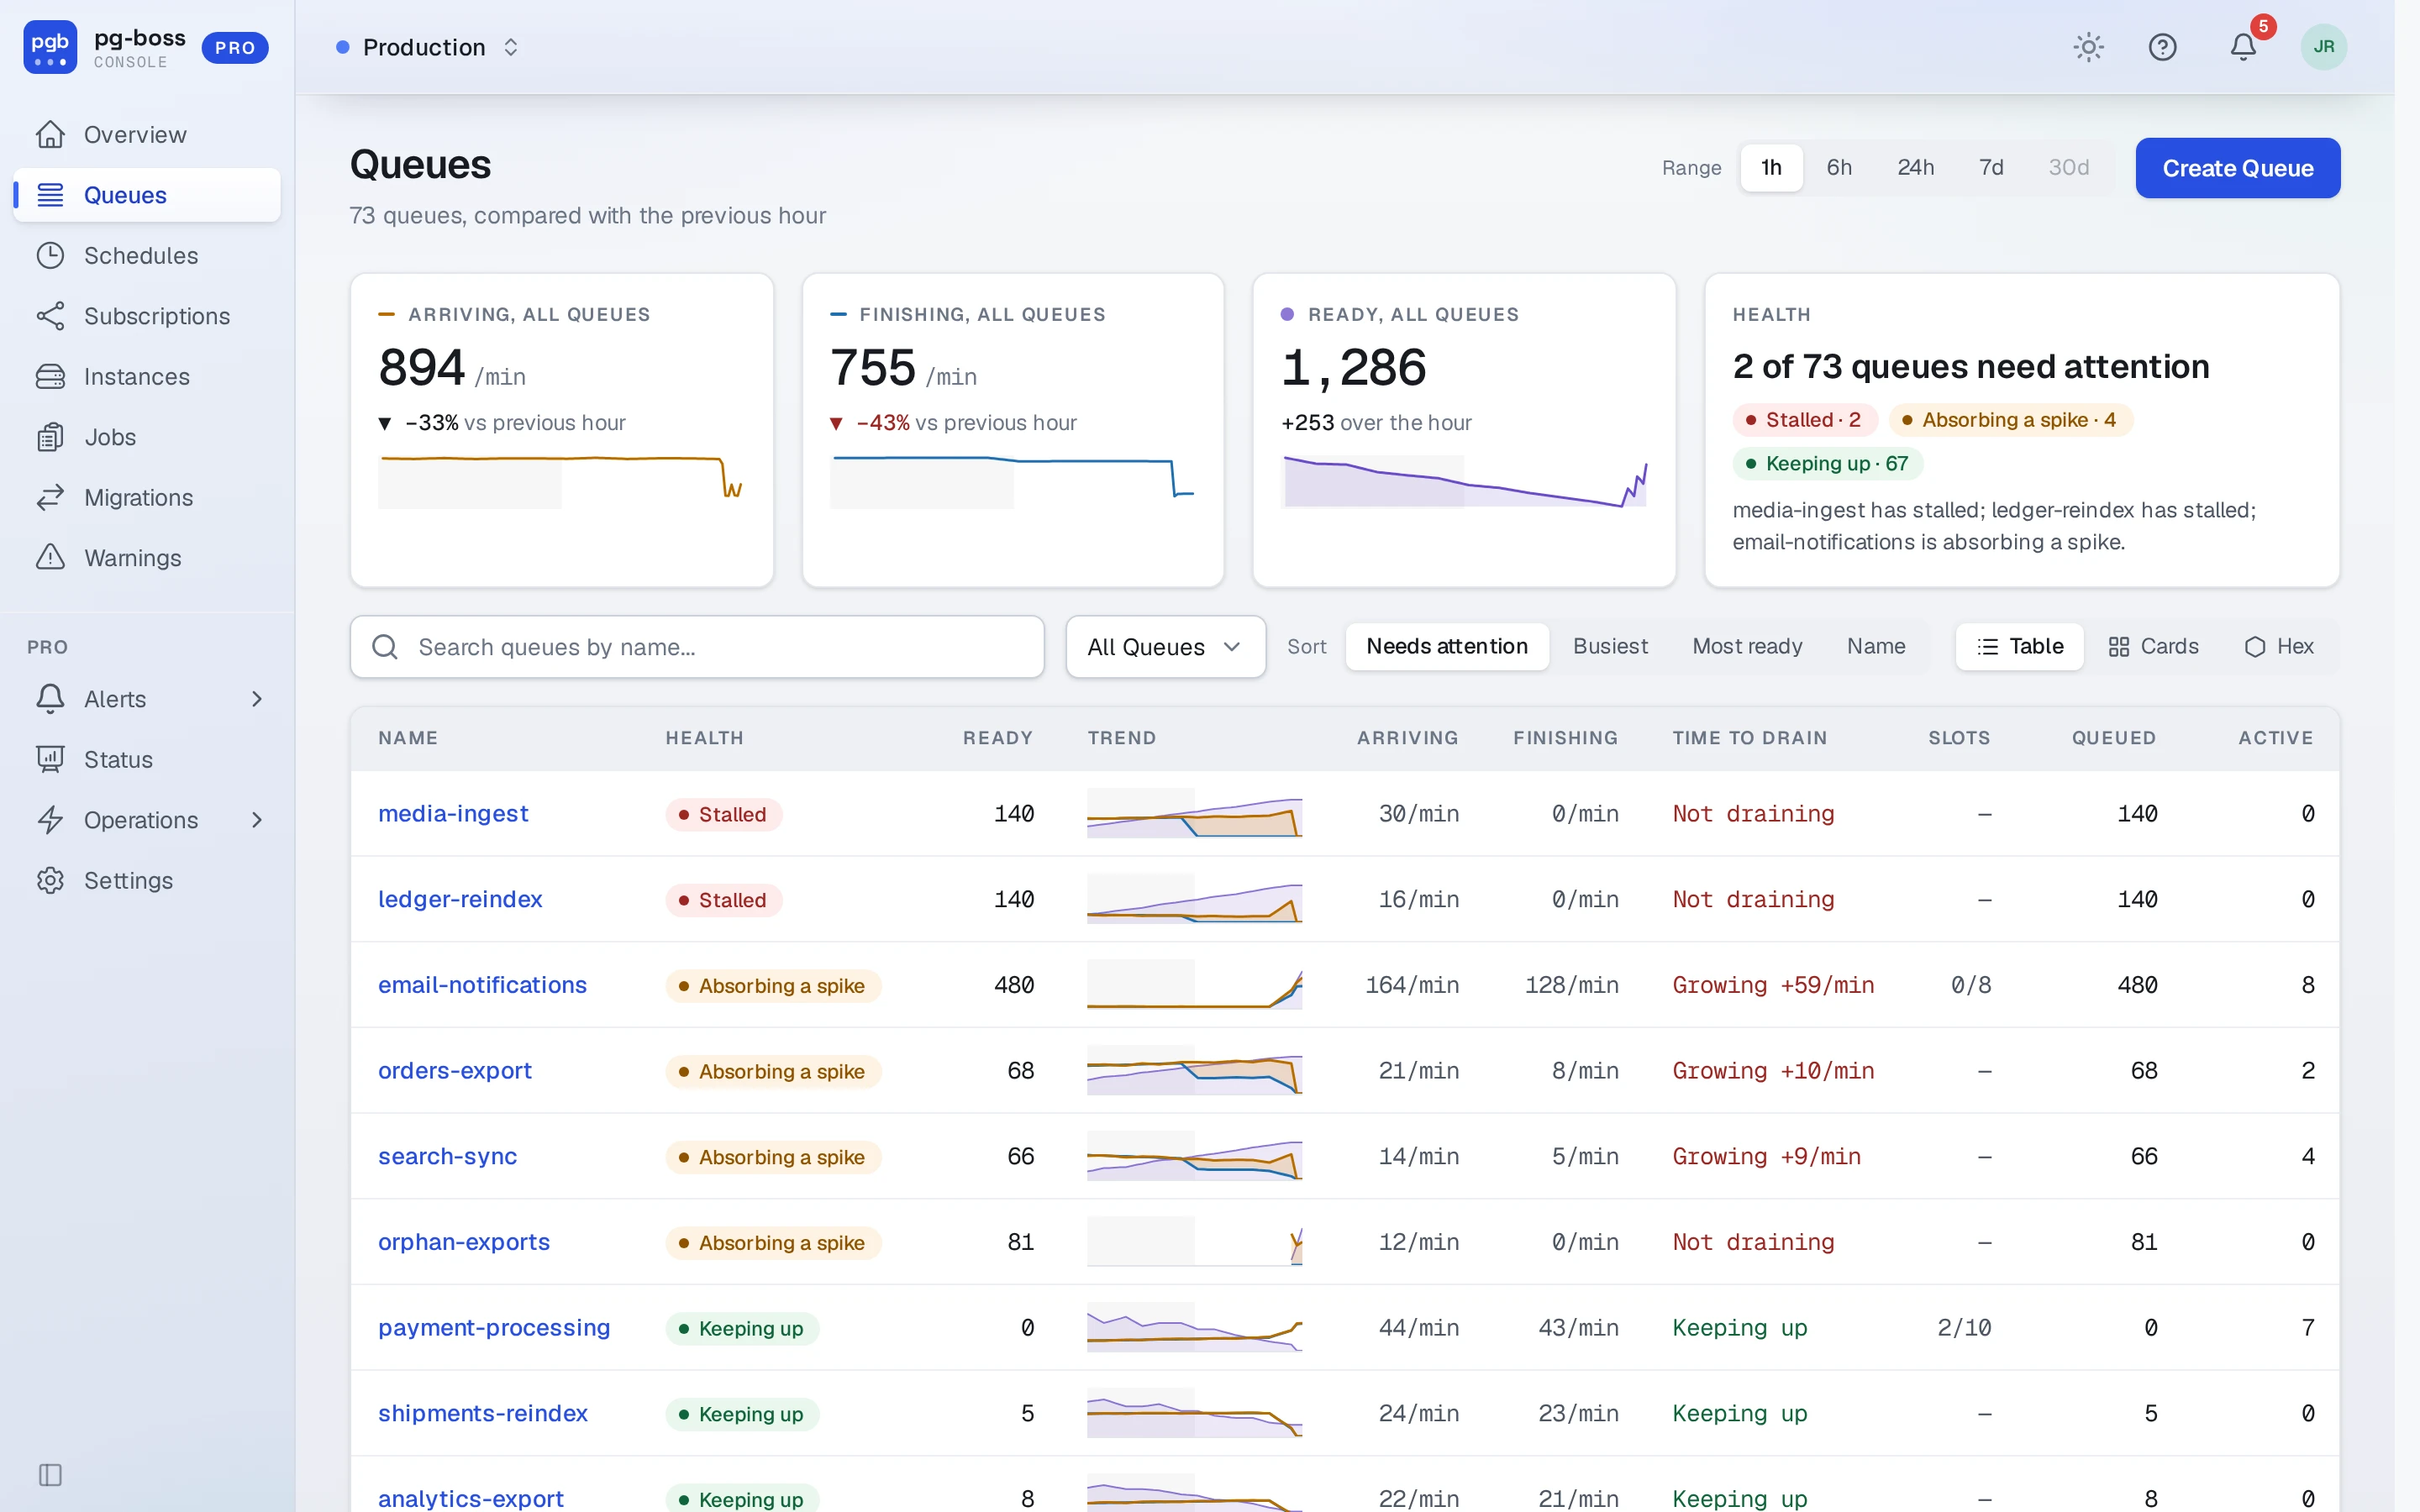 pgb
pg-boss
CONSOLE
PRO
Production
5
JR
Overview
Queues
Schedules
Subscriptions
Instances
Jobs
Migrations
Warnings
PRO
Alerts
Status
Operations
Settings
Queues
73 queues, compared with the previous hour
Range 1h 6h 24h 7d 30d
Create Queue
ARRIVING, ALL QUEUES
894 /min
▼ −33% vs previous hour
FINISHING, ALL QUEUES
755 /min
▼ −43% vs previous hour
READY, ALL QUEUES
1,286
+253 over the hour
HEALTH
2 of 73 queues need attention
Stalled · 2 Absorbing a spike · 4
Keeping up · 67
media-ingest has stalled; ledger-reindex has stalled;
email-notifications is absorbing a spike.
Search queues by name...
All Queues
Sort Needs attention Busiest Most ready Name
Table Cards Hex
NAME HEALTH READY TREND ARRIVING FINISHING TIME TO DRAIN SLOTS QUEUED ACTIVE
media-ingest Stalled 140 30/min 0/min Not draining – 140 0
ledger-reindex Stalled 140 16/min 0/min Not draining – 140 0
email-notifications Absorbing a spike 480 164/min 128/min Growing +59/min 0/8 480 8
orders-export Absorbing a spike 68 21/min 8/min Growing +10/min – 68 2
search-sync Absorbing a spike 66 14/min 5/min Growing +9/min – 66 4
orphan-exports Absorbing a spike 81 12/min 0/min Not draining – 81 0
payment-processing Keeping up 0 44/min 43/min Keeping up 2/10 0 7
shipments-reindex Keeping up 5 24/min 23/min Keeping up – 5 0
analytics-export Keeping up 8 22/min 21/min Keeping up – 8 0